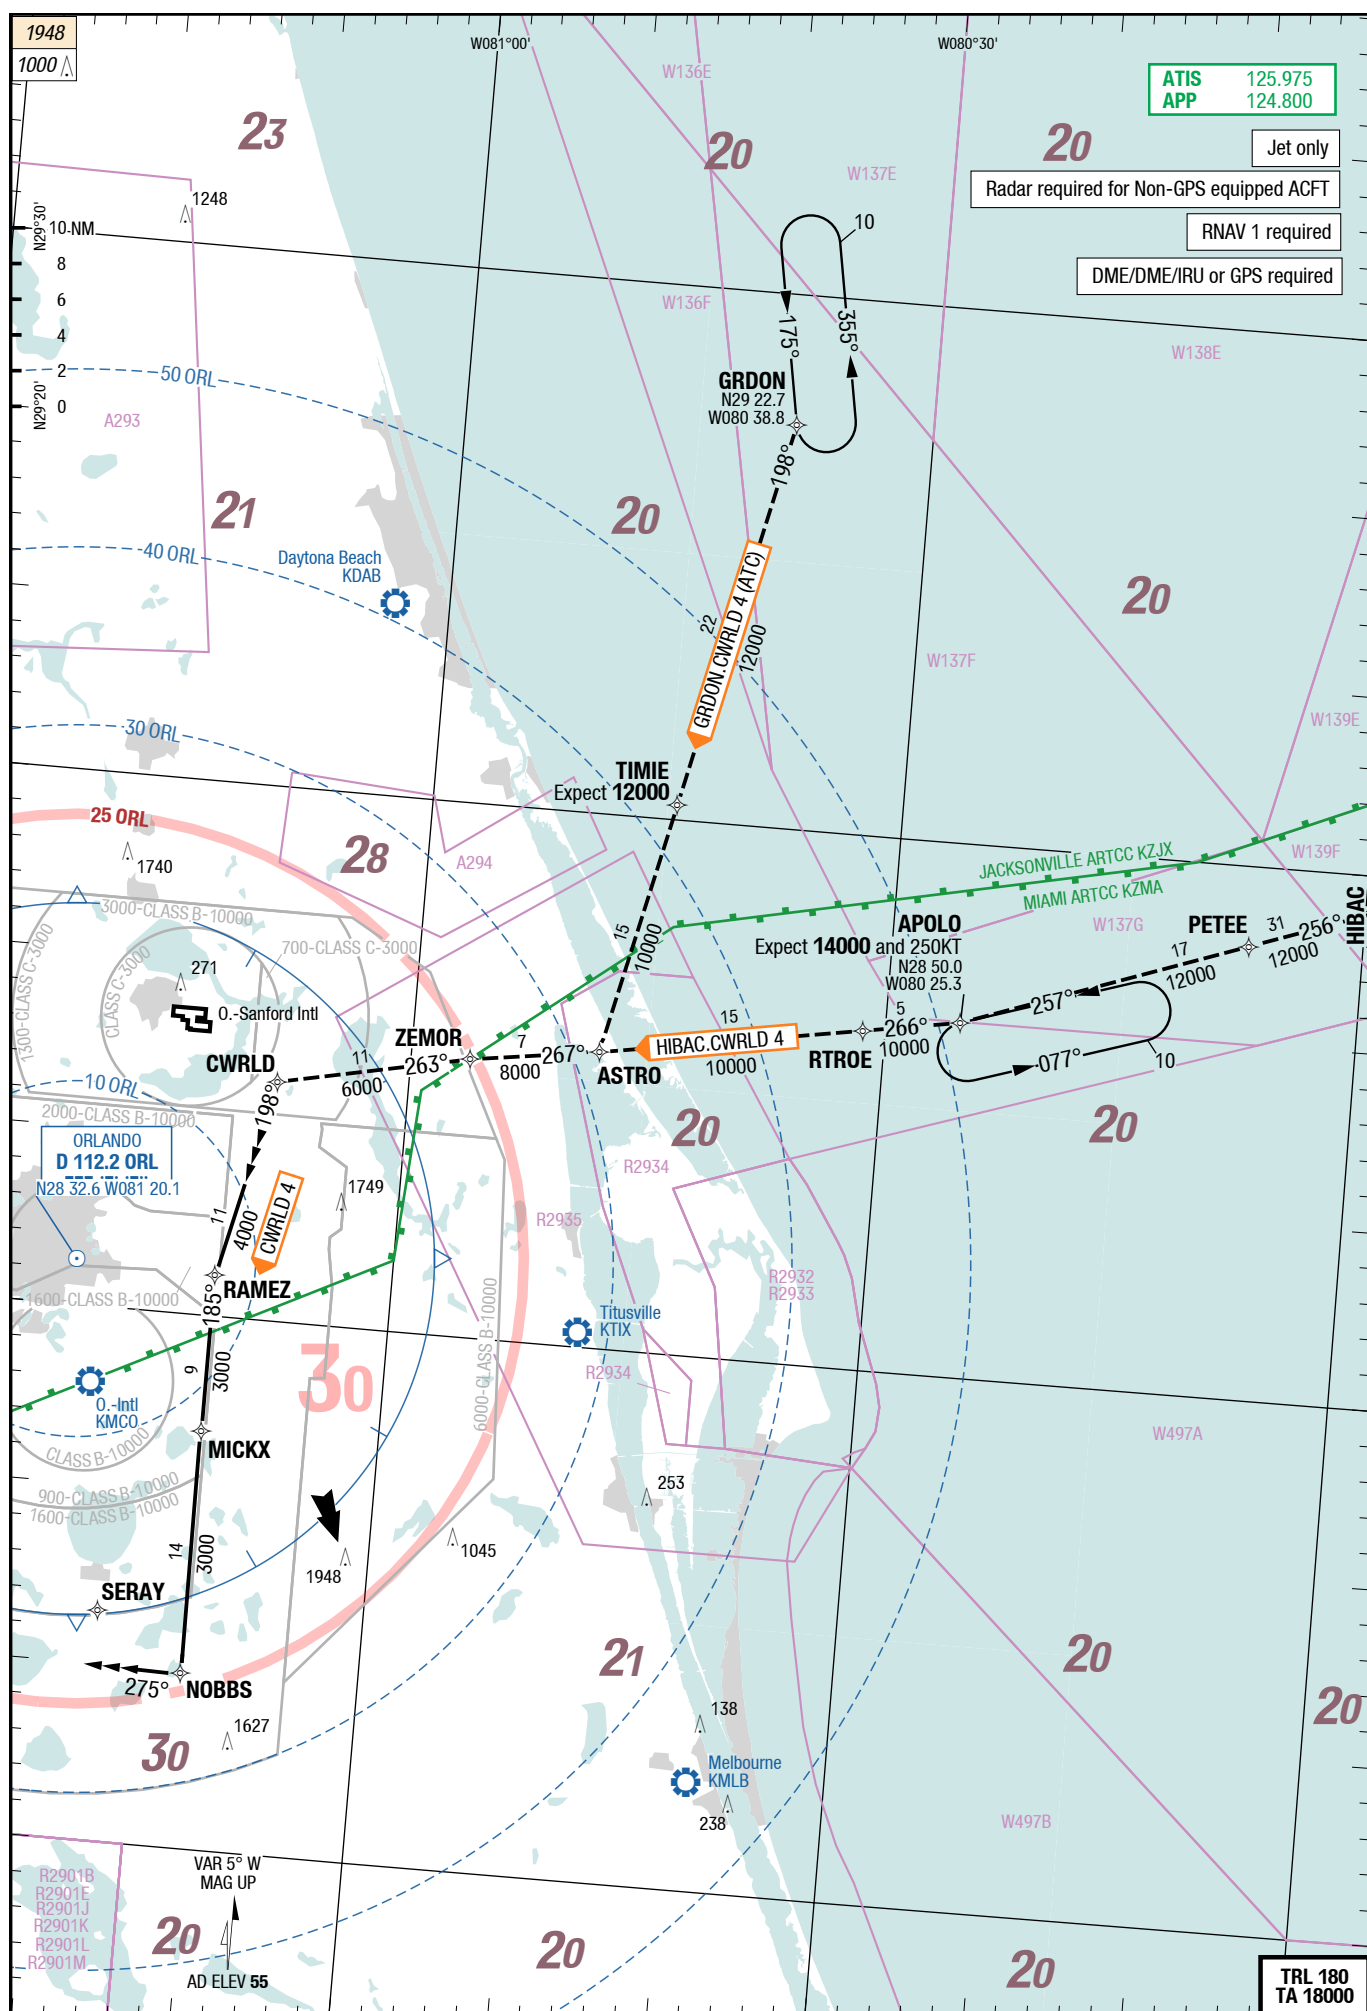 1948
1000
W081°00'
W080°30'
ATIS 125.975
APP 124.800
Jet only
Radar required for Non-GPS equipped ACFT
RNAV 1 required
DME/DME/IRU or GPS required
W136E
23
20
20
W137E
1248
N29°30'
10 NM
8
6
4
2
0
N29°20'
10
W136F
175°
355°
W138E
50 ORL
GRDON
N29 22.7
W080 38.8
A293
198°
21
20
40 ORL
Daytona Beach
KDAB
20
22
GRDON.CWRLD 4 (ATC)
12000
W137F
W139E
30 ORL
TIMIE
Expect 12000
25 ORL
1740
28
A294
JACKSONVILLE ARTCC KZJX
MIAMI ARTCC KZMA
W139F
3000-CLASS B-10000
700-CLASS C-3000
1300-CLASS C-3000
CLASS C-3000
271
O.-Sanford Intl
15
10000
APOLO
Expect 14000 and 250KT
N28 50.0
W080 25.3
W137G
PETEE
31
256°
HIBAC
17
12000
12000
257°
077°
10
ZEMOR
7
267°
8000
ASTRO
15
HIBAC.CWRLD 4
10000
RTROE
5
266°
10000
CWRLD
11
263°
6000
10 ORL
2000-CLASS B-10000
198°
20
20
ORLANDO
D 112.2 ORL
N28 32.6 W081 20.1
1749
R2934
R2935
11
4000
CWRLD 4
RAMEZ
R2932
R2933
1600-CLASS B-10000
185°
Titusville
KTIX
30
6000-CLASS B-10000
9
3000
R2934
O.-Intl
KMCO
MICKX
CLASS B-10000
W497A
900-CLASS B-10000
1600-CLASS B-10000
253
14
3000
1045
1948
SERAY
21
20
275°
NOBBS
138
20
1627
30
Melbourne
KMLB
238
W497B
VAR 5° W
MAG UP
R2901B
R2901E
R2901J
R2901K
R2901L
R2901M
20
20
20
AD ELEV 55
TRL 180
TA 18000